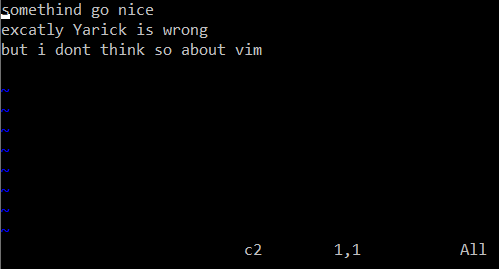 somethind go nice
excatly Yarick is wrong
but i dont think so about vim
~
~
~
~
~
~
~
~
c2 1,1 All